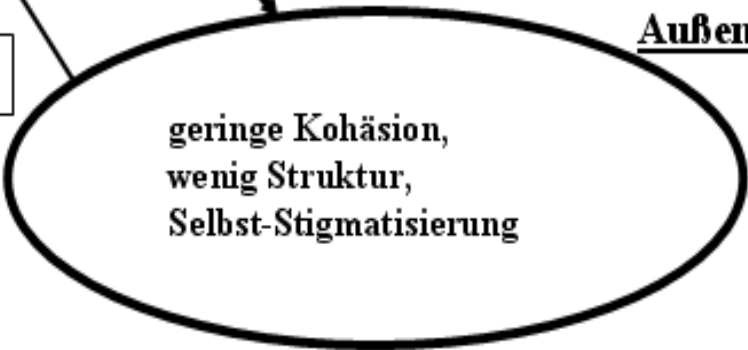 Außen
geringe Kohäsion,
wenig Struktur,
Selbst-Stigmatisierung